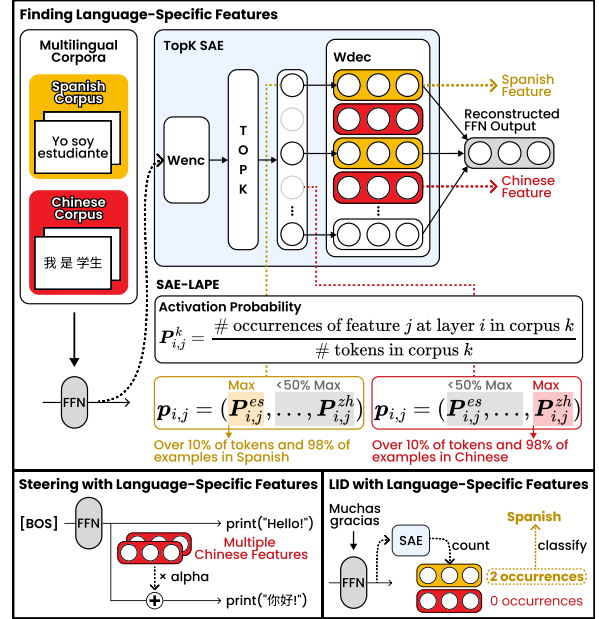 Finding Language-Specific Features
Multilingual
Corpora
Spanish
Corpus
Yo soy
estudiante
Chinese
Corpus
我 是 学生
FFN
TopK SAE
Wenc
T
O
P
K
Wdec
Spanish
Feature
Reconstructed
FFN Output
Chinese
Feature
SAE-LAPE
Activation Probability
P^k_{i,j} = # occurrences of feature j at layer i in corpus k / # tokens in corpus k
Max <50% Max
p_{i,j} = (P^{es}_{i,j}, ..., P^{zh}_{i,j})
Over 10% of tokens and 98% of
examples in Spanish
<50% Max Max
p_{i,j} = (P^{es}_{i,j}, ..., P^{zh}_{i,j})
Over 10% of tokens and 98% of
examples in Chinese
Steering with Language-Specific Features
[BOS]
FFN
print("Hello!")
Multiple
Chinese Features
× alpha
+
print("你好!")
LID with Language-Specific Features
Muchas
gracias
FFN
SAE
count
Spanish
classify
2 occurrences
0 occurrences